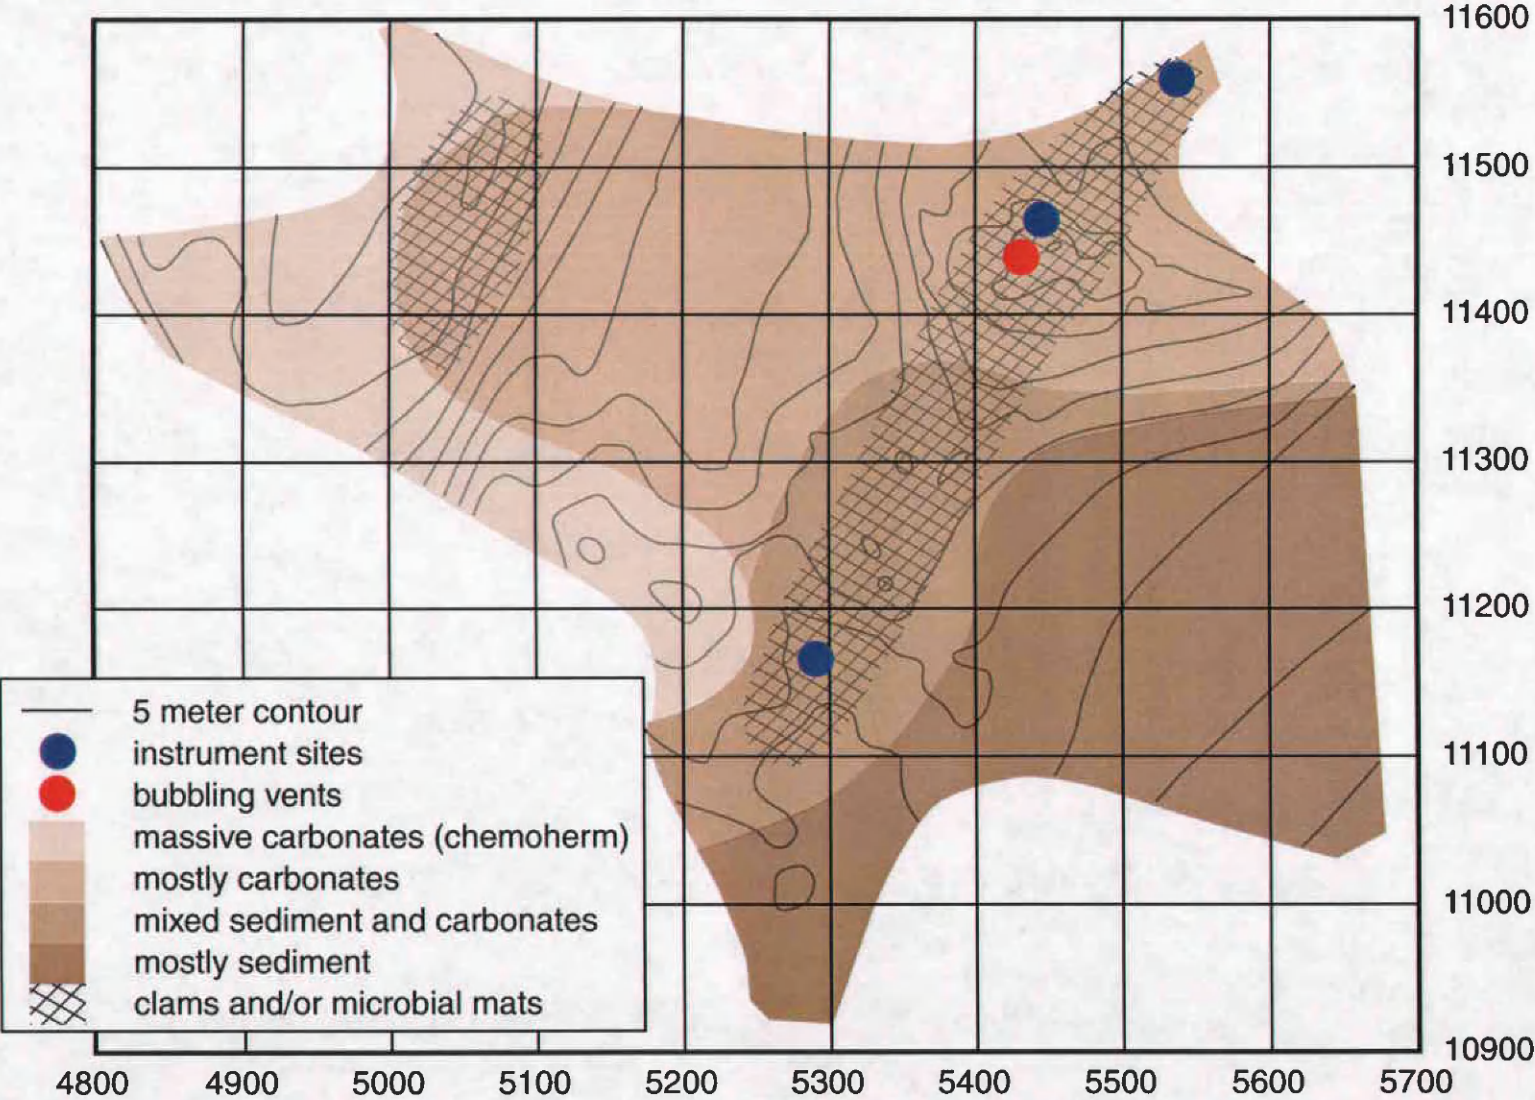 11600
11500
11400
11300
11200
11100
11000
10900
5 meter contour
instrument sites
bubbling vents
massive carbonates (chemoherm)
mostly carbonates
mixed sediment and carbonates
mostly sediment
clams and/or microbial mats
4800 4900 5000 5100 5200 5300 5400 5500 5600 5700